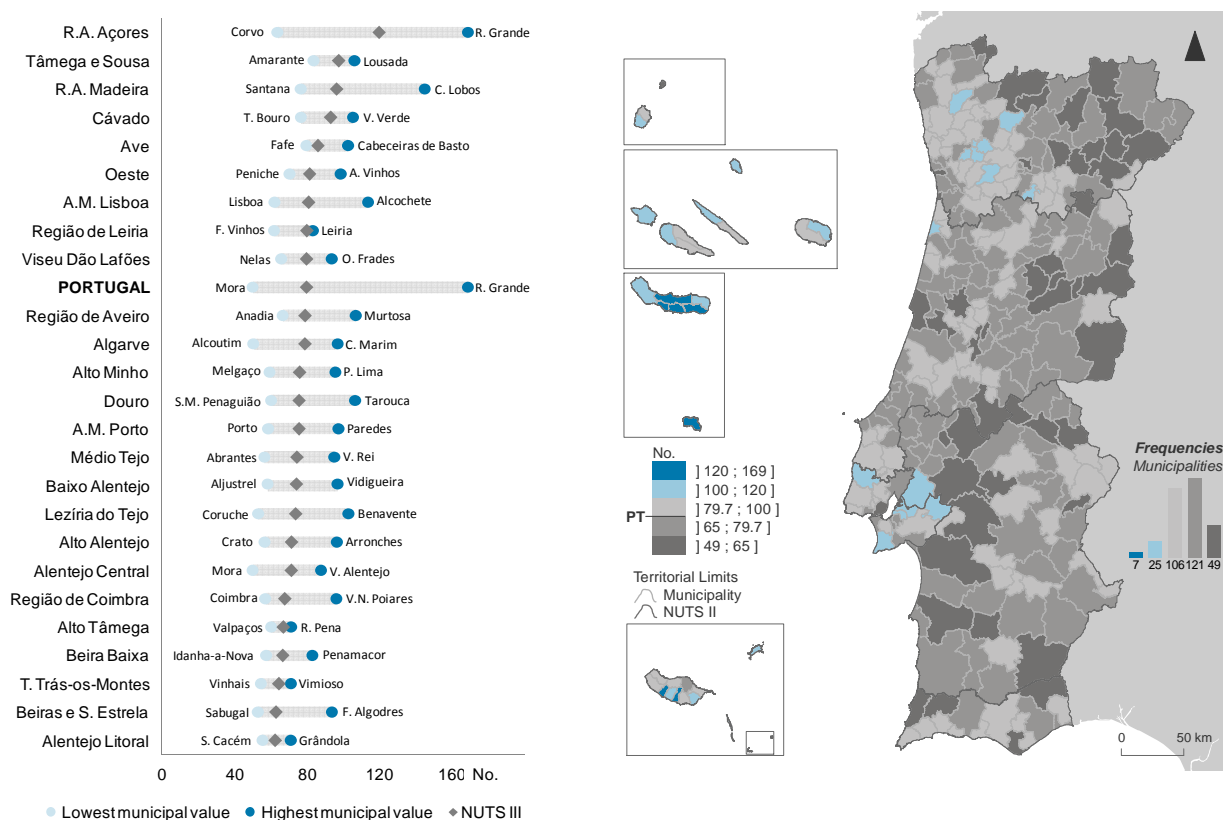 R.A. Açores Corvo R. Grande
Tâmega e Sousa Amarante Lousada
R.A. Madeira Santana C. Lobos
Cávado T. Bouro V. Verde
Ave Fafe Cabeceiras de Basto
Oeste Peniche A. Vinhos
A.M. Lisboa Lisboa Alcochete
Região de Leiria F. Vinhos Leiria
Viseu Dão Lafões Nelas O. Frades
PORTUGAL Mora R. Grande
Região de Aveiro Anadia Murtosa
Algarve Alcoutim C. Marim
Alto Minho Melgaço P. Lima
Douro S.M. Penaguião Tarouca
A.M. Porto Porto Paredes
Médio Tejo Abrantes V. Rei
Baixo Alentejo Aljustrel Vidigueira
Lezíria do Tejo Coruche Benavente
Alto Alentejo Crato Arronches
Alentejo Central Mora V. Alentejo
Região de Coimbra Coimbra V.N. Poiares
Alto Tâmega Valpaços R. Pena
Beira Baixa Idanha-a-Nova Penamacor
T. Trás-os-Montes Vinhais Vimioso
Beiras e S. Estrela Sabugal F. Algodres
Alentejo Litoral S. Cacém Grândola
0 40 80 120 160 No.
Lowest municipal value Highest municipal value NUTS III
No.
] 120 ; 169 ]
] 100 ; 120 ]
] 79.7 ; 100 ]
PT
] 65 ; 79.7 ]
] 49 ; 65 ]
Territorial Limits
Municipality
NUTS II
Frequencies
Municipalities
7 25 106 121 49
0 50 km